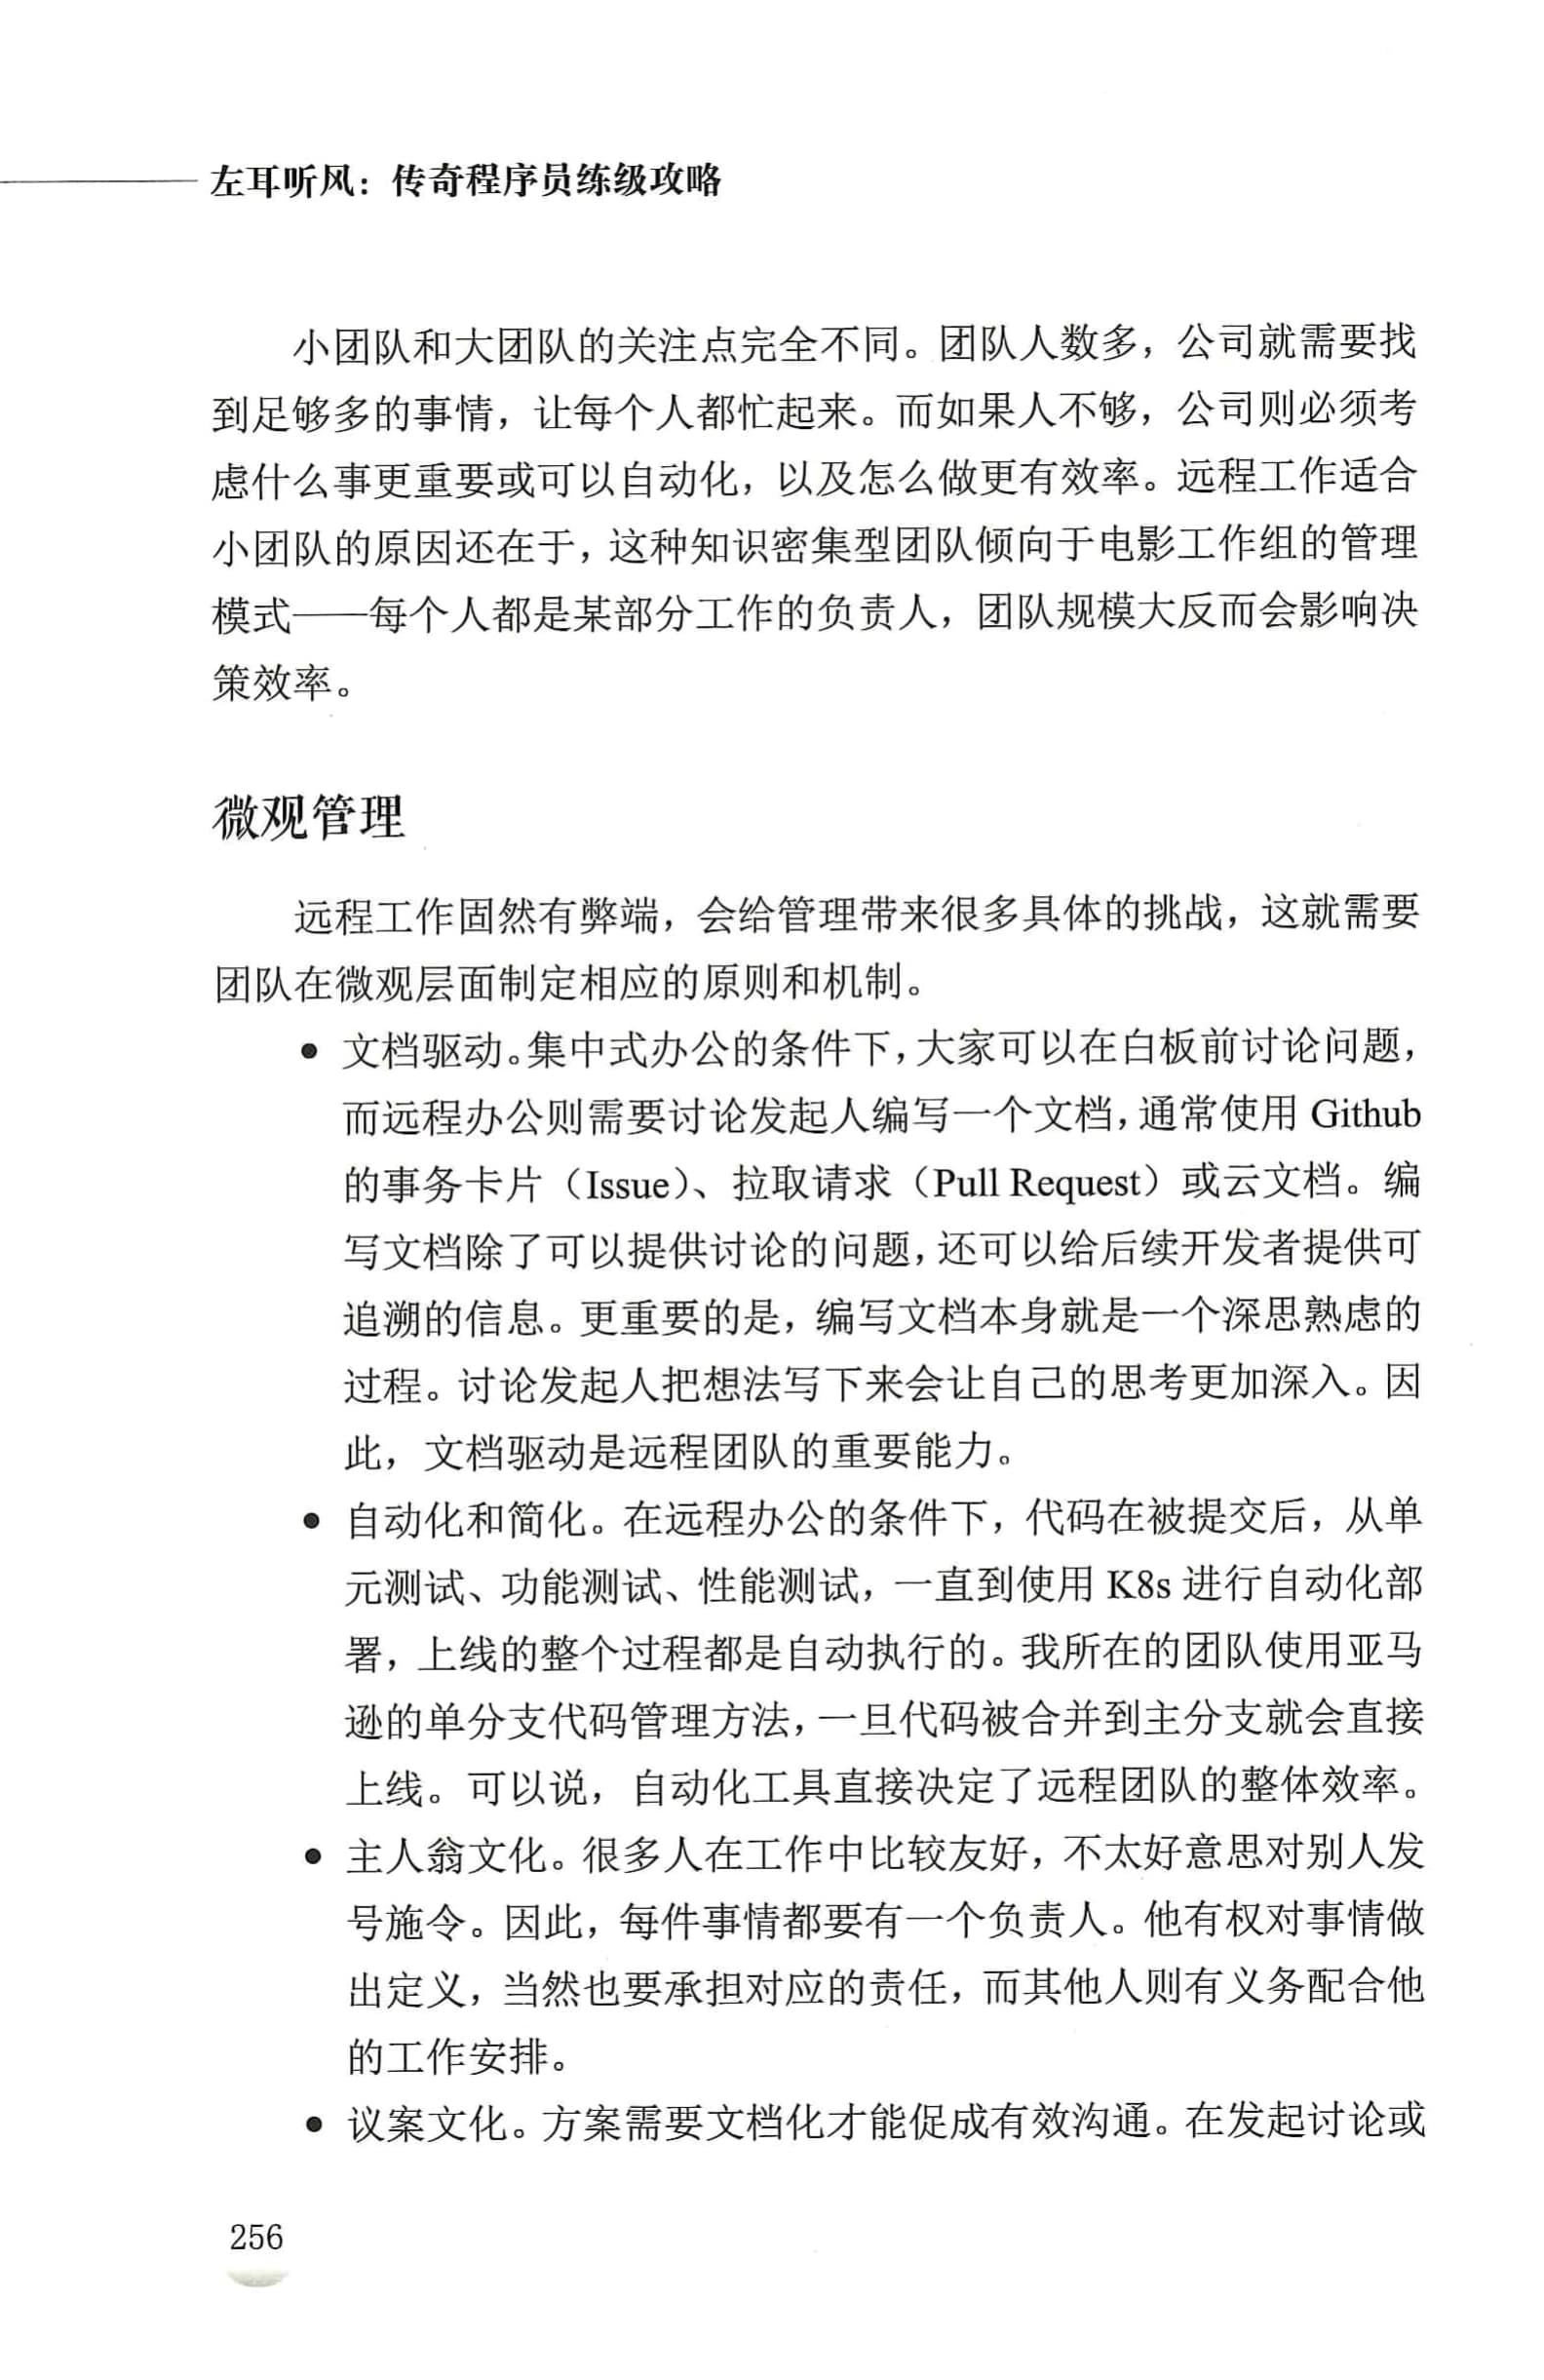 左耳听风：传奇程序员练级攻略
小团队和大团队的关注点完全不同。团队人数多，公司就需要找
到足够多的事情，让每个人都忙起来。而如果人不够，公司则必须考
虑什么事更重要或可以自动化，以及怎么做更有效率。远程工作适合
小团队的原因还在于，这种知识密集型团队倾向于电影工作组的管理
模式——每个人都是某部分工作的负责人，团队规模大反而会影响决
策效率。
微观管理
远程工作固然有弊端，会给管理带来很多具体的挑战，这就需要
团队在微观层面制定相应的原则和机制。
● 文档驱动。集中式办公的条件下，大家可以在白板前讨论问题，
而远程办公则需要讨论发起人编写一个文档，通常使用 Github
的事务卡片（Issue）、拉取请求（Pull Request）或云文档。编
写文档除了可以提供讨论的问题，还可以给后续开发者提供可
追溯的信息。更重要的是，编写文档本身就是一个深思熟虑的
过程。讨论发起人把想法写下来会让自己的思考更加深入。因
此，文档驱动是远程团队的重要能力。
● 自动化和简化。在远程办公的条件下，代码在被提交后，从单
元测试、功能测试、性能测试，一直到使用 K8s 进行自动化部
署，上线的整个过程都是自动执行的。我所在的团队使用亚马
逊的单分支代码管理方法，一旦代码被合并到主分支就会直接
上线。可以说，自动化工具直接决定了远程团队的整体效率。
● 主人翁文化。很多人在工作中比较友好，不太好意思对别人发
号施令。因此，每件事情都要有一个负责人。他有权对事情做
出定义，当然也要承担对应的责任，而其他人则有义务配合他
的工作安排。
● 议案文化。方案需要文档化才能促成有效沟通。在发起讨论或
256